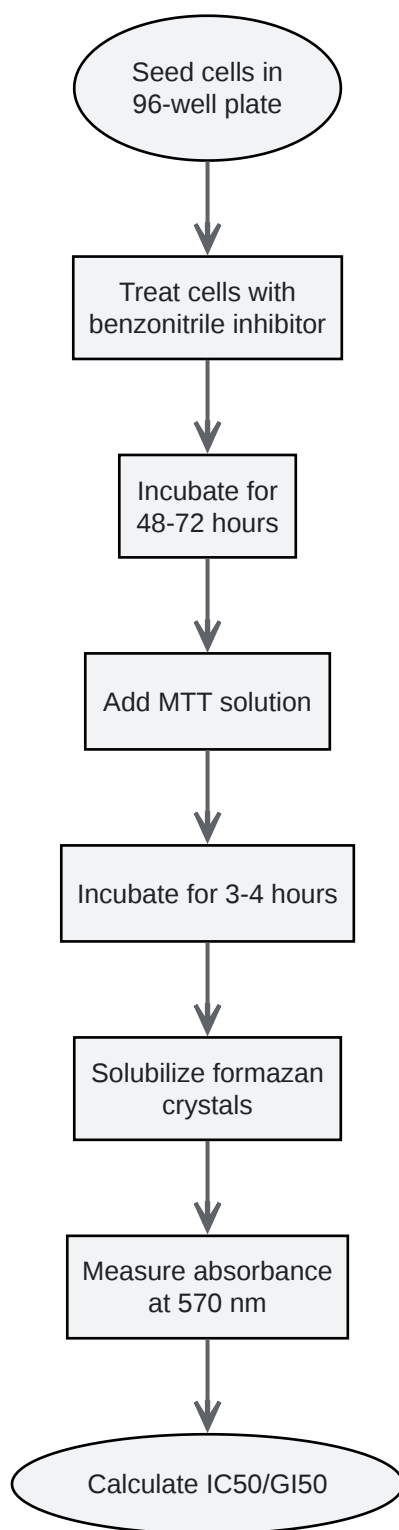 Seed cells in
96-well plate
Treat cells with
benzonitrile inhibitor
Incubate for
48-72 hours
Add MTT solution
Incubate for 3-4 hours
Solubilize formazan
crystals
Measure absorbance
at 570 nm
Calculate IC50/GI50